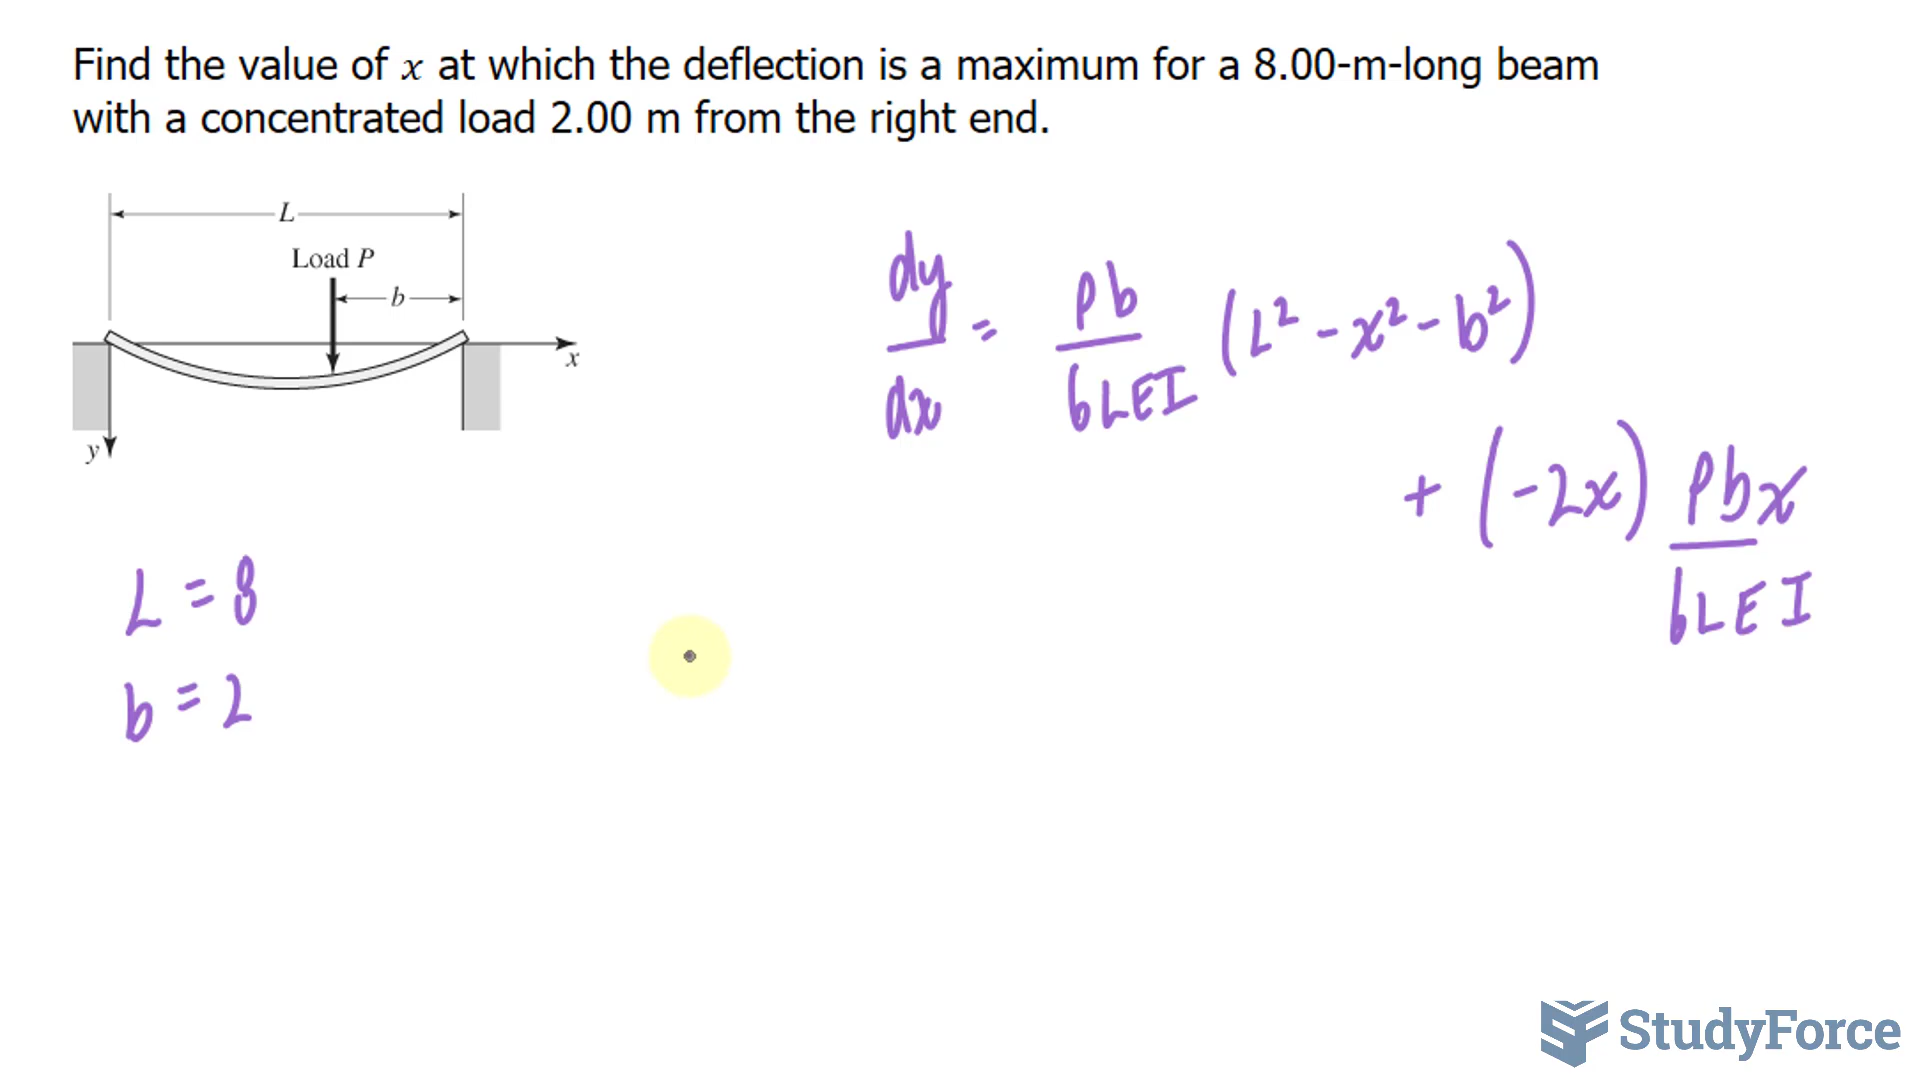 Find the value of x at which the deflection is a maximum for a 8.00-m-long beam
with a concentrated load 2.00 m from the right end.
L
Load P
b
x
y
dy/dx = Pb/6LEI (L² - x² - b²)
+ (-2x) Pbx/6LEI
L = 8
b = 2
StudyForce